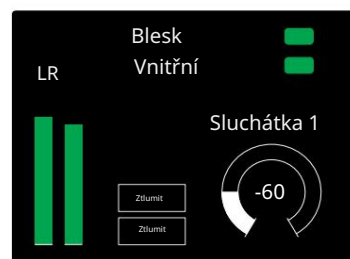 Blesk
Vnitřní
LR
Sluchátka 1
-60
Ztlumit
Ztlumit